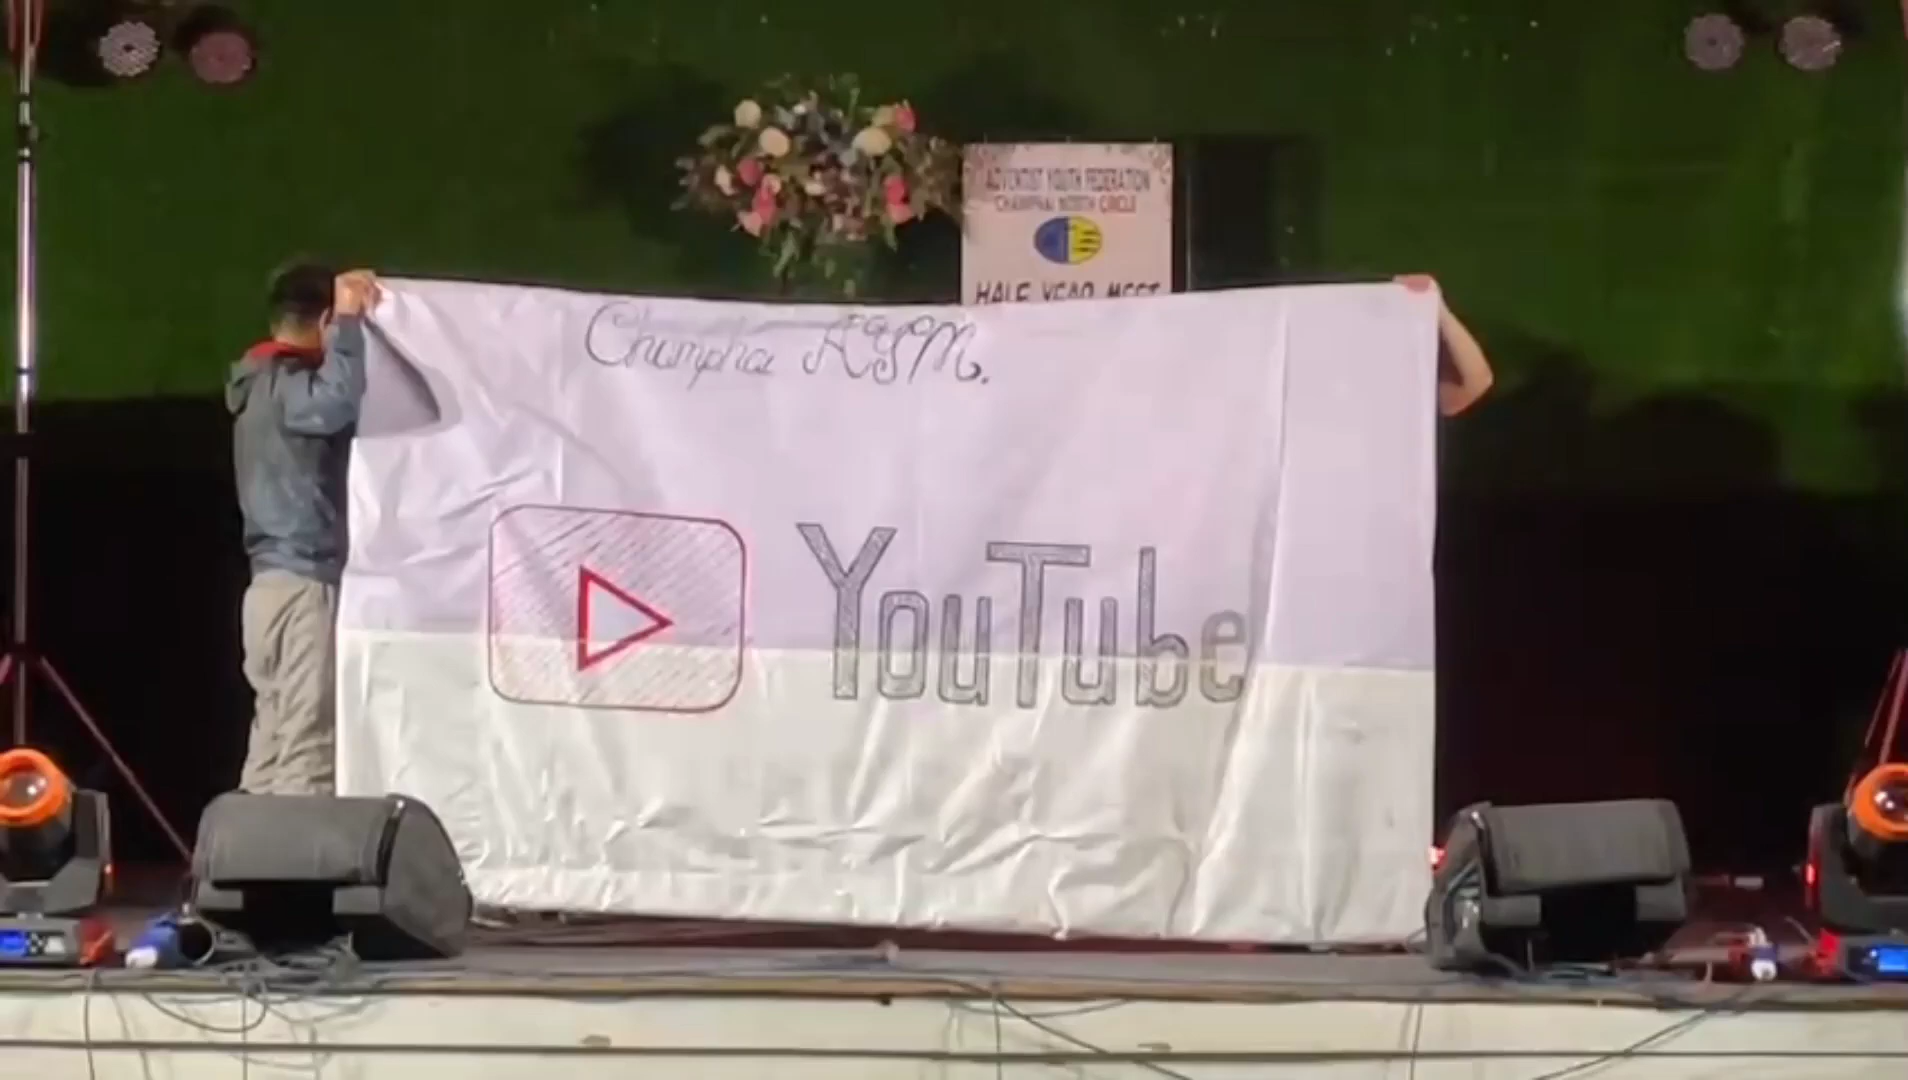 ADVENTIST YOUTH FEDERATION
CHAMPHAI NORTH CIRCLE
HALF YEAR MEET
Champhai AYM.
YouTube